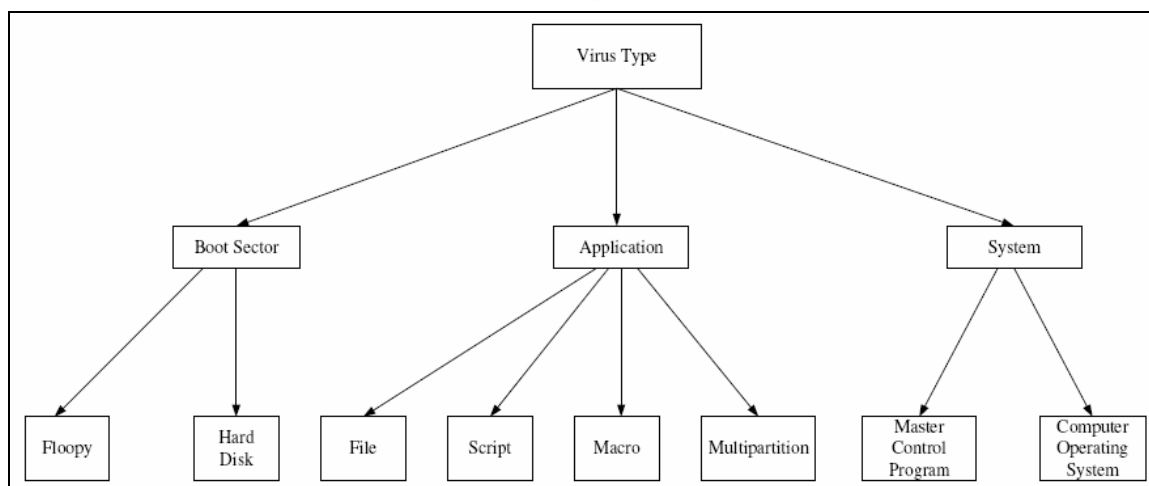 Virus Type
Boot Sector
Application
System
Floopy
Hard
Disk
File
Script
Macro
Multipartition
Master
Control
Program
Computer
Operating
System